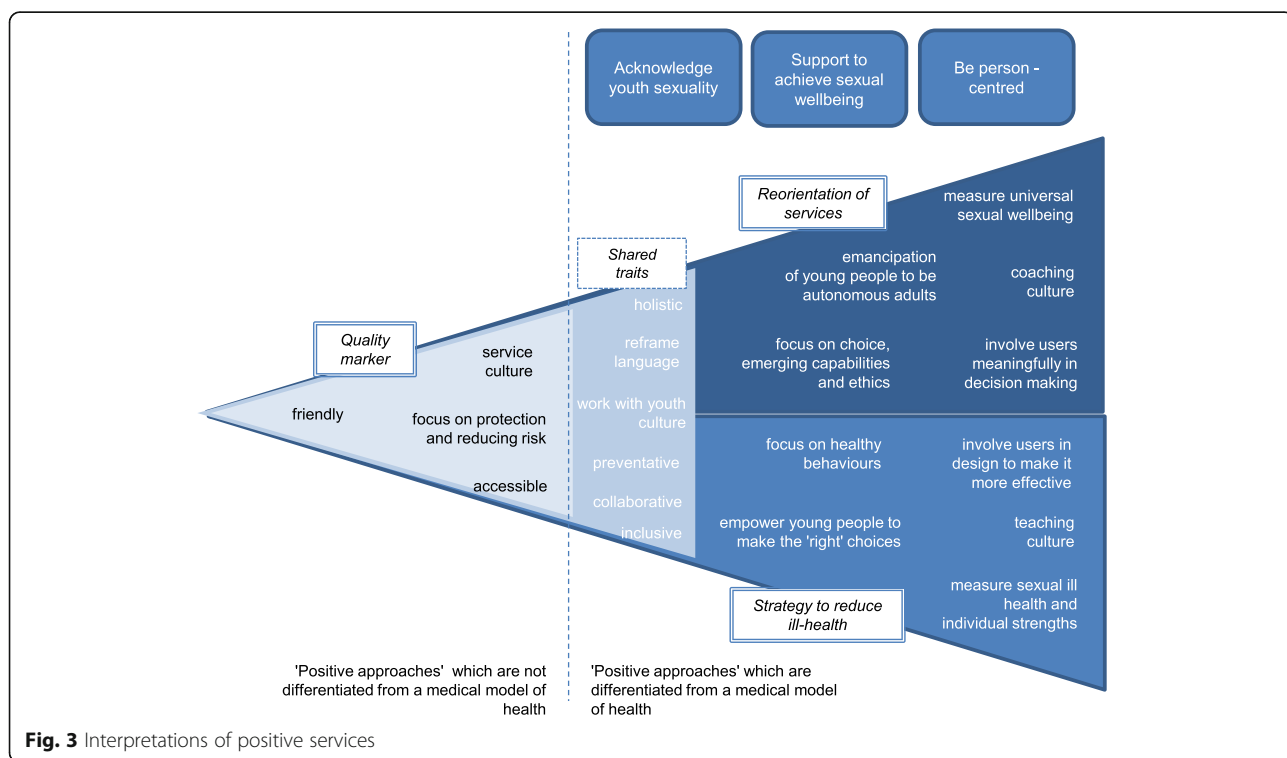 Acknowledge
youth sexuality
Support to
achieve sexual
wellbeing
Be person -
centred
Reorientation of
services
measure universal
sexual wellbeing
Shared
traits
emancipation
of young people to be
autonomous adults
coaching
culture
holistic
Quality
marker
service
culture
reframe
language
focus on choice,
emerging capabilities
and ethics
involve users
meaningfully in
decision making
friendly
focus on protection
and reducing risk
work with youth
culture
accessible
preventative
collaborative
inclusive
focus on healthy
behaviours
involve users in
design to make it
more effective
empower young people to
make the 'right' choices
teaching
culture
Strategy to reduce
ill-health
measure sexual ill
health and
individual strengths
'Positive approaches' which are not
differentiated from a medical model of
health
'Positive approaches' which are
differentiated from a medical model
of health
Fig. 3 Interpretations of positive services